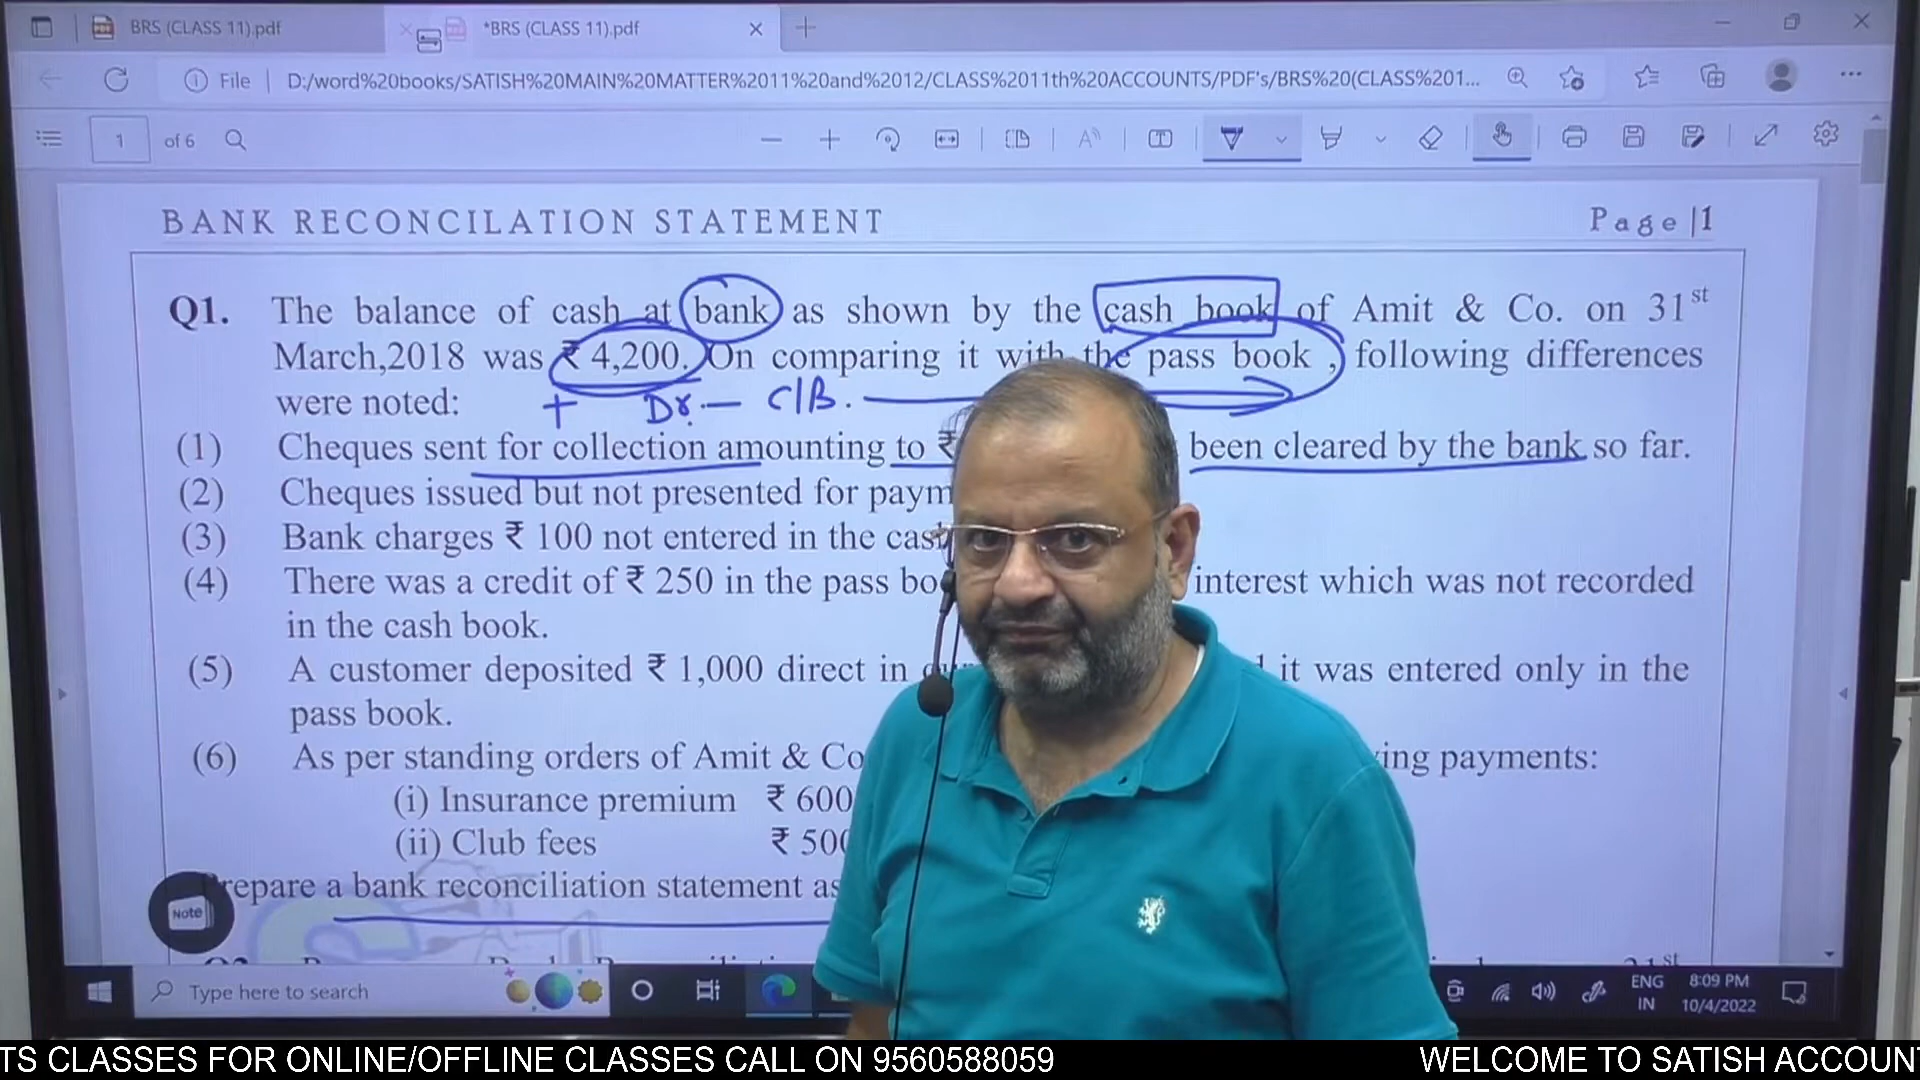 BRS (CLASS 11).pdf
*BRS (CLASS 11).pdf
File
D:/word%20books/SATISH%20MAIN%20MATTER%2011%20and%2012/CLASS%2011th%20ACCOUNTS/PDF's/BRS%20(CLASS%201...
1 of 6
BANK RECONCILATION STATEMENT Page|1
Q1. The balance of cash at bank as shown by the cash book of Amit & Co. on 31st
March,2018 was ₹ 4,200. On comparing it with the pass book , following differences
were noted: + Dr. — C/B.
(1) Cheques sent for collection amounting to ₹ been cleared by the bank so far.
(2) Cheques issued but not presented for paym
(3) Bank charges ₹ 100 not entered in the cash
(4) There was a credit of ₹ 250 in the pass bo interest which was not recorded
in the cash book.
(5) A customer deposited ₹ 1,000 direct in our it was entered only in the
pass book.
(6) As per standing orders of Amit & Co ing payments:
(i) Insurance premium ₹ 600
(ii) Club fees ₹ 500
Prepare a bank reconciliation statement as
Note
Type here to search
ENG
IN
8:09 PM
10/4/2022
TS CLASSES FOR ONLINE/OFFLINE CLASSES CALL ON 9560588059 WELCOME TO SATISH ACCOUN